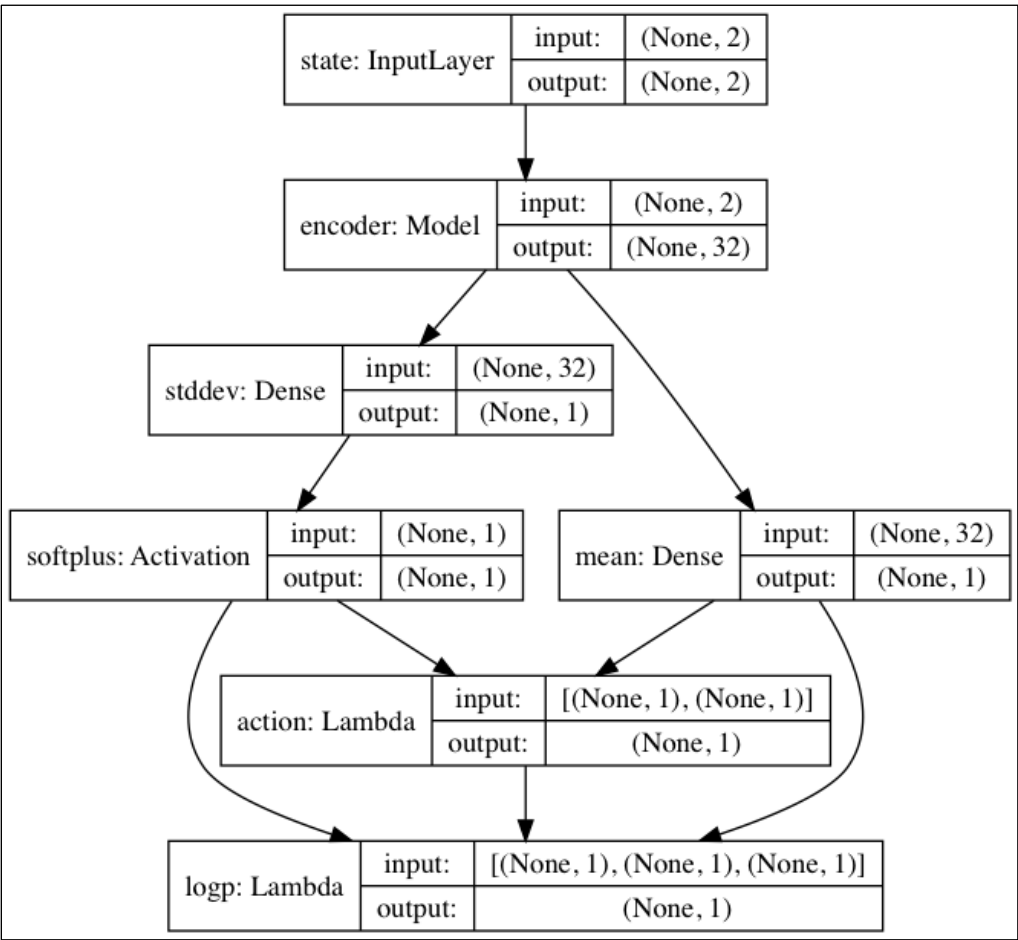 state: InputLayer
input: (None, 2)
output: (None, 2)
encoder: Model
input: (None, 2)
output: (None, 32)
stddev: Dense
input: (None, 32)
output: (None, 1)
softplus: Activation
input: (None, 1)
output: (None, 1)
mean: Dense
input: (None, 32)
output: (None, 1)
action: Lambda
input: [(None, 1), (None, 1)]
output: (None, 1)
logp: Lambda
input: [(None, 1), (None, 1), (None, 1)]
output: (None, 1)